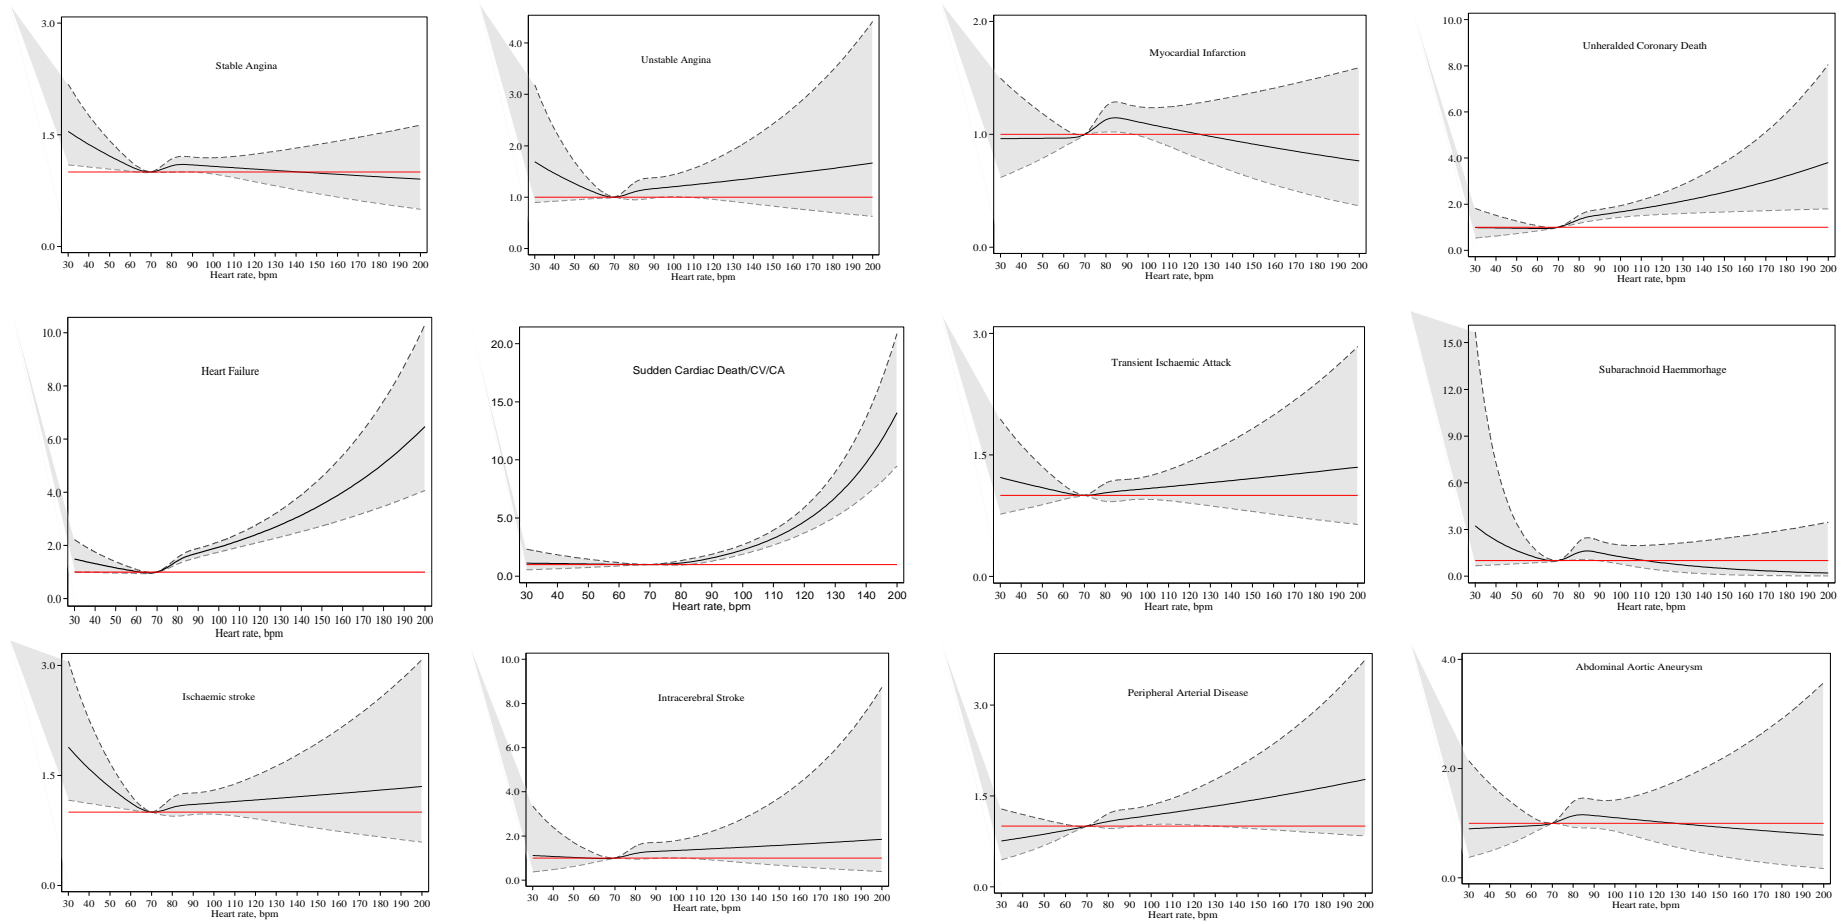 3.0
Stable Angina
1.5
0.0
30 40 50 60 70 80 90 100 110 120 130 140 150 160 170 180 190 200
Heart rate, bpm
4.0
Unstable Angina
3.0
2.0
1.0
0.0
30 40 50 60 70 80 90 100 110 120 130 140 150 160 170 180 190 200
Heart rate, bpm
2.0
Myocardial Infarction
1.0
0.0
30 40 50 60 70 80 90 100 110 120 130 140 150 160 170 180 190 200
Heart rate, bpm
10.0
Unheralded Coronary Death
8.0
6.0
4.0
2.0
0.0
30 40 50 60 70 80 90 100 110 120 130 140 150 160 170 180 190 200
Heart rate, bpm
10.0
Heart Failure
8.0
6.0
4.0
2.0
0.0
30 40 50 60 70 80 90 100 110 120 130 140 150 160 170 180 190 200
Heart rate, bpm
20.0
Sudden Cardiac Death/CV/CA
15.0
10.0
5.0
0.0
30 40 50 60 70 80 90 100 110 120 130 140 200
Heart rate, bpm
3.0
Transient Ischaemic Attack
1.5
0.0
30 40 50 60 70 80 90 100 110 120 130 140 150 160 170 180 190 200
Heart rate, bpm
15.0
Subarachnoid Haemmorhage
12.0
9.0
6.0
3.0
0.0
30 40 50 60 70 80 90 100 110 120 130 140 150 160 170 180 190 200
Heart rate, bpm
3.0
Ischaemic stroke
1.5
0.0
30 40 50 60 70 80 90 100 110 120 130 140 150 160 170 180 190 200
Heart rate, bpm
10.0
Intracerebral Stroke
8.0
6.0
4.0
2.0
0.0
30 40 50 60 70 80 90 100 110 120 130 140 150 160 170 180 190 200
Heart rate, bpm
3.0
Peripheral Arterial Disease
1.5
0.0
30 40 50 60 70 80 90 100 110 120 130 140 150 160 170 180 190 200
Heart rate, bpm
4.0
Abdominal Aortic Aneurysm
2.0
0.0
30 40 50 60 70 80 90 100 110 120 130 140 150 160 170 180 190 200
Heart rate, bpm